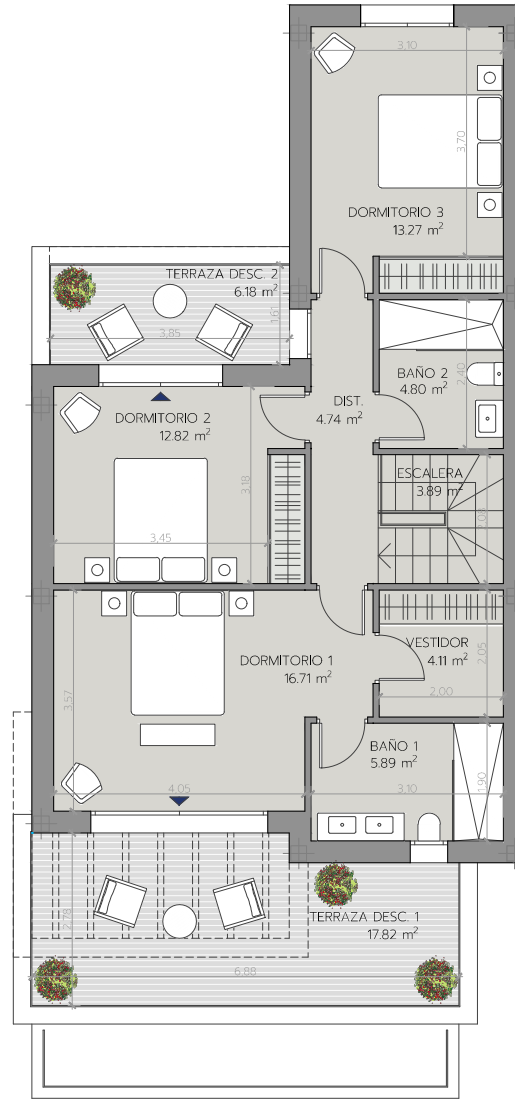 3.10
3.70
DORMITORIO 3
13.27 m²
TERRAZA DESC. 2
6.18 m²
1.61
3.85
BAÑO 2
4.80 m²
2.40
DIST.
4.74 m²
DORMITORIO 2
12.82 m²
3.18
3.45
ESCALERA
3.89 m²
2.05
DORMITORIO 1
16.71 m²
3.57
4.05
VESTIDOR
4.11 m²
2.05
2.00
BAÑO 1
5.89 m²
1.90
3.10
TERRAZA DESC. 1
17.82 m²
2.78
6.88